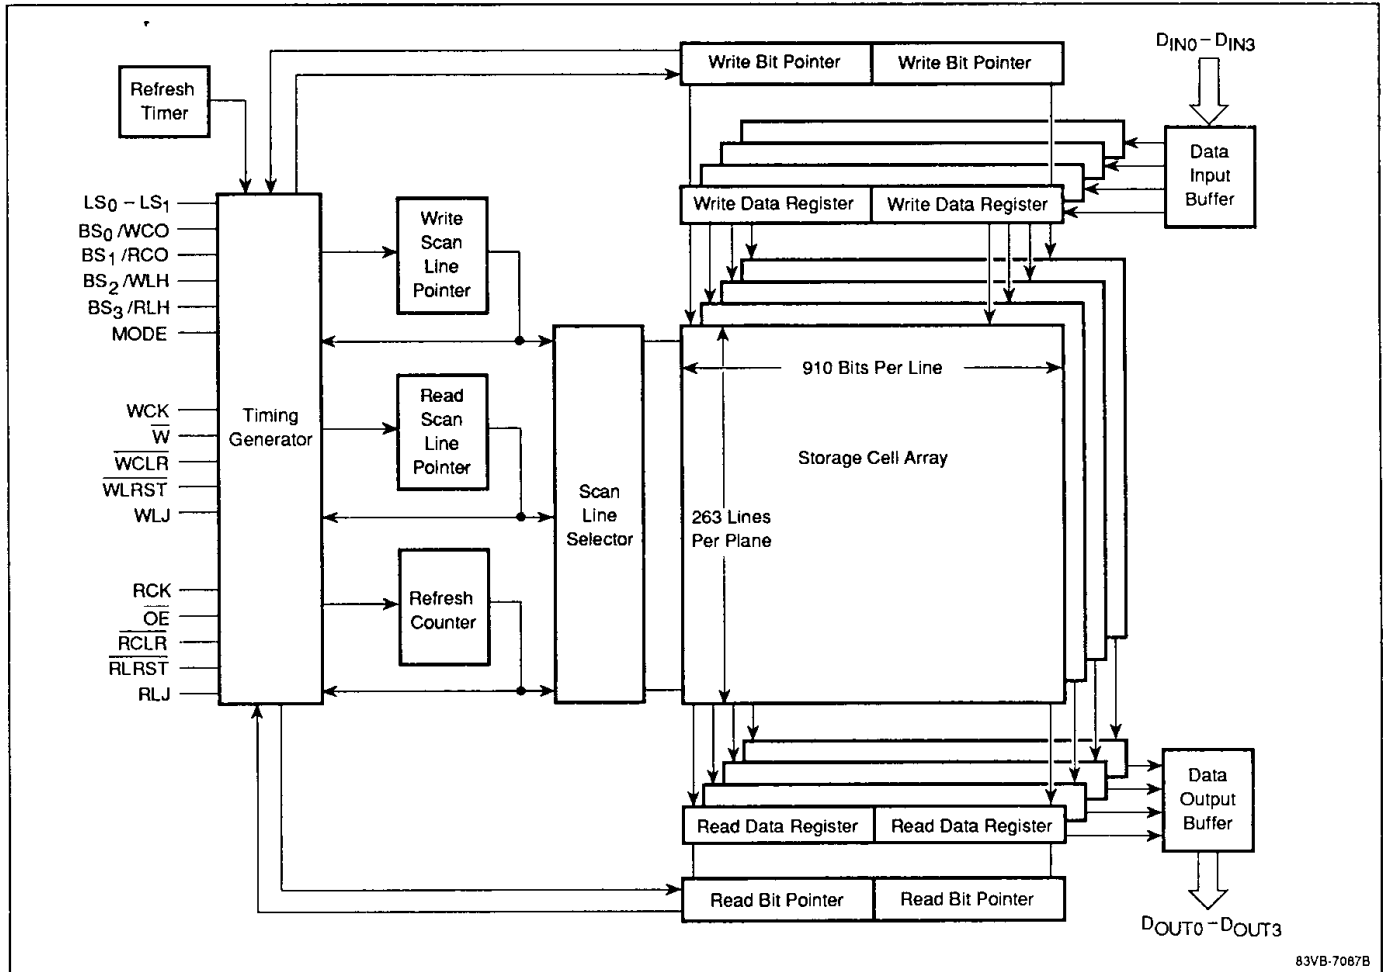 Write Bit Pointer Write Bit Pointer
DIN0 – DIN3
Refresh
Timer
Data
Input
Buffer
Write Data Register Write Data Register
LS0 – LS1
BS0/WCO
BS1/RCO
BS2/WLH
BS3/RLH
MODE
WCK
W
WCLR
WLRST
WLJ
RCK
OE
RCLR
RLRST
RLJ
Timing
Generator
Write
Scan
Line
Pointer
Read
Scan
Line
Pointer
Refresh
Counter
Scan
Line
Selector
910 Bits Per Line
Storage Cell Array
263 Lines
Per Plane
Read Data Register Read Data Register
Data
Output
Buffer
Read Bit Pointer Read Bit Pointer
DOUT0 – DOUT3
83VB-7087B